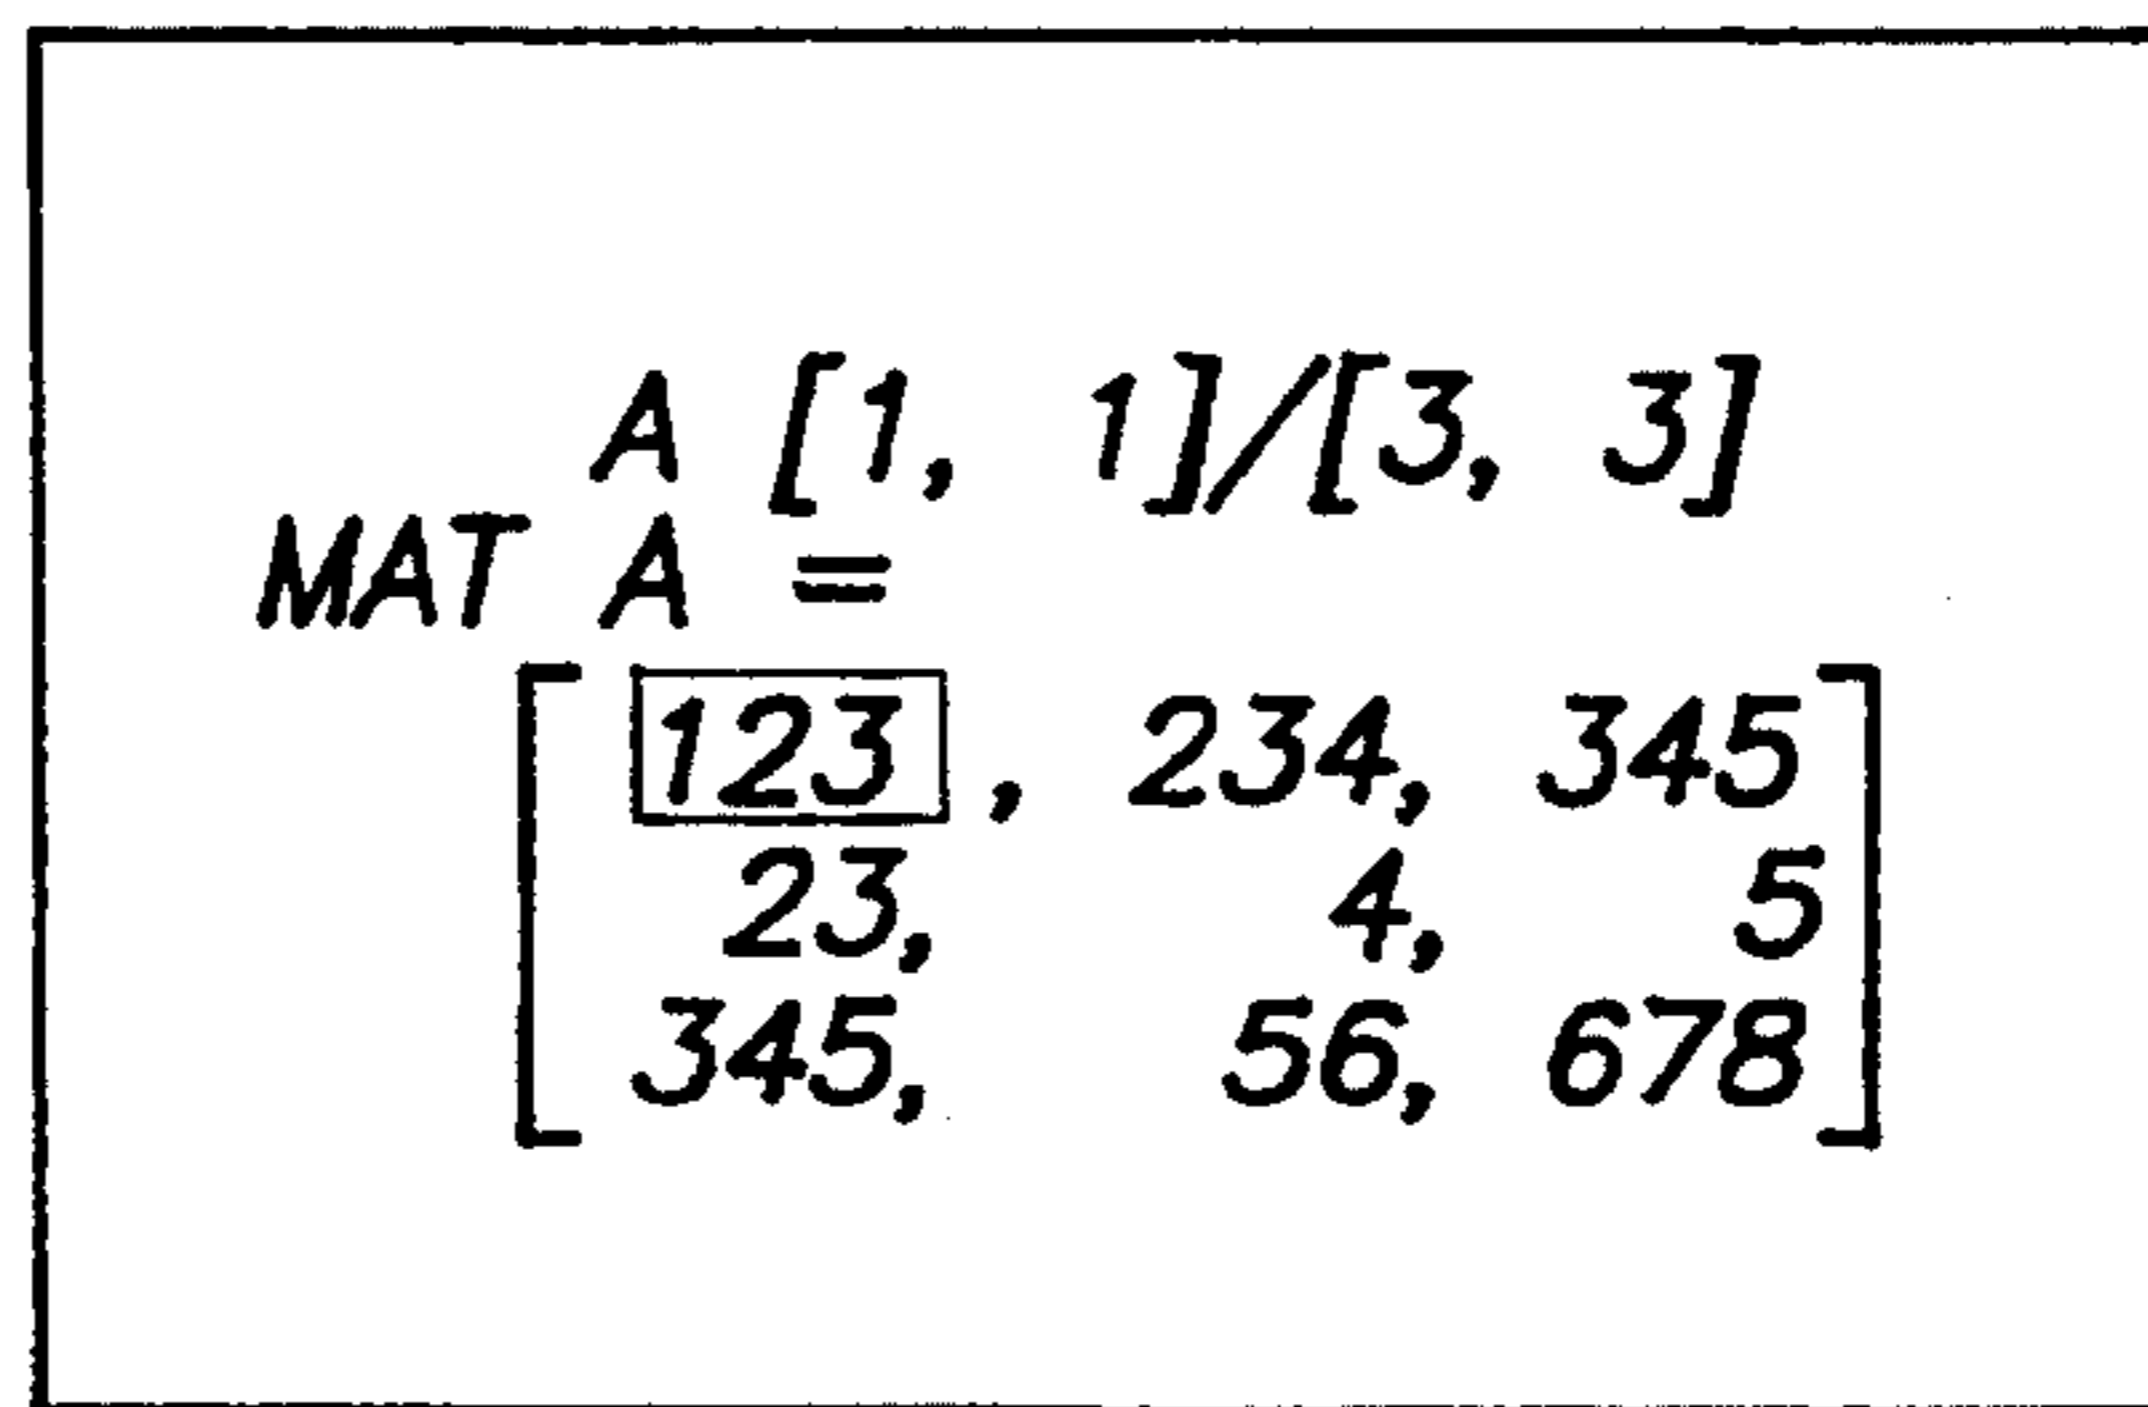 A [1, 1]/[3, 3]
MAT A =
[123, 234, 345
23, 4, 5
345, 56, 678]